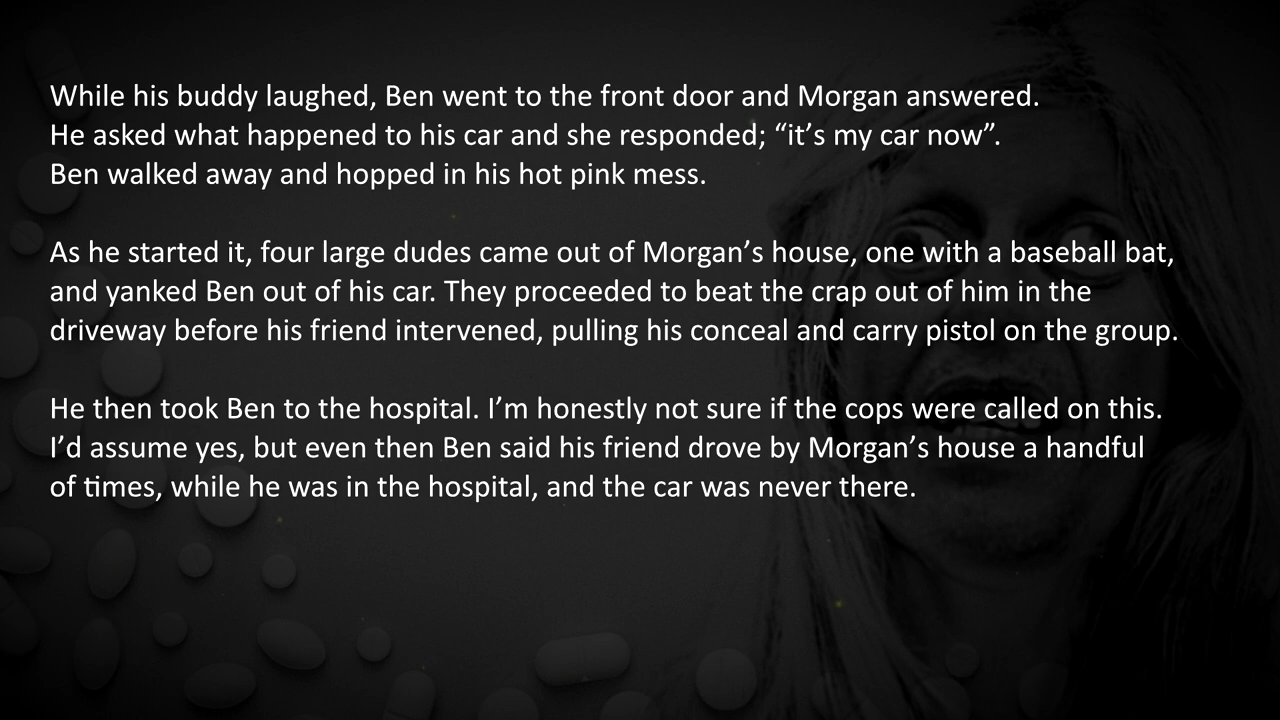 While his buddy laughed, Ben went to the front door and Morgan answered.
He asked what happened to his car and she responded; “it’s my car now”.
Ben walked away and hopped in his hot pink mess.
As he started it, four large dudes came out of Morgan’s house, one with a baseball bat,
and yanked Ben out of his car. They proceeded to beat the crap out of him in the
driveway before his friend intervened, pulling his conceal and carry pistol on the group.
He then took Ben to the hospital. I’m honestly not sure if the cops were called on this.
I’d assume yes, but even then Ben said his friend drove by Morgan’s house a handful
of times, while he was in the hospital, and the car was never there.